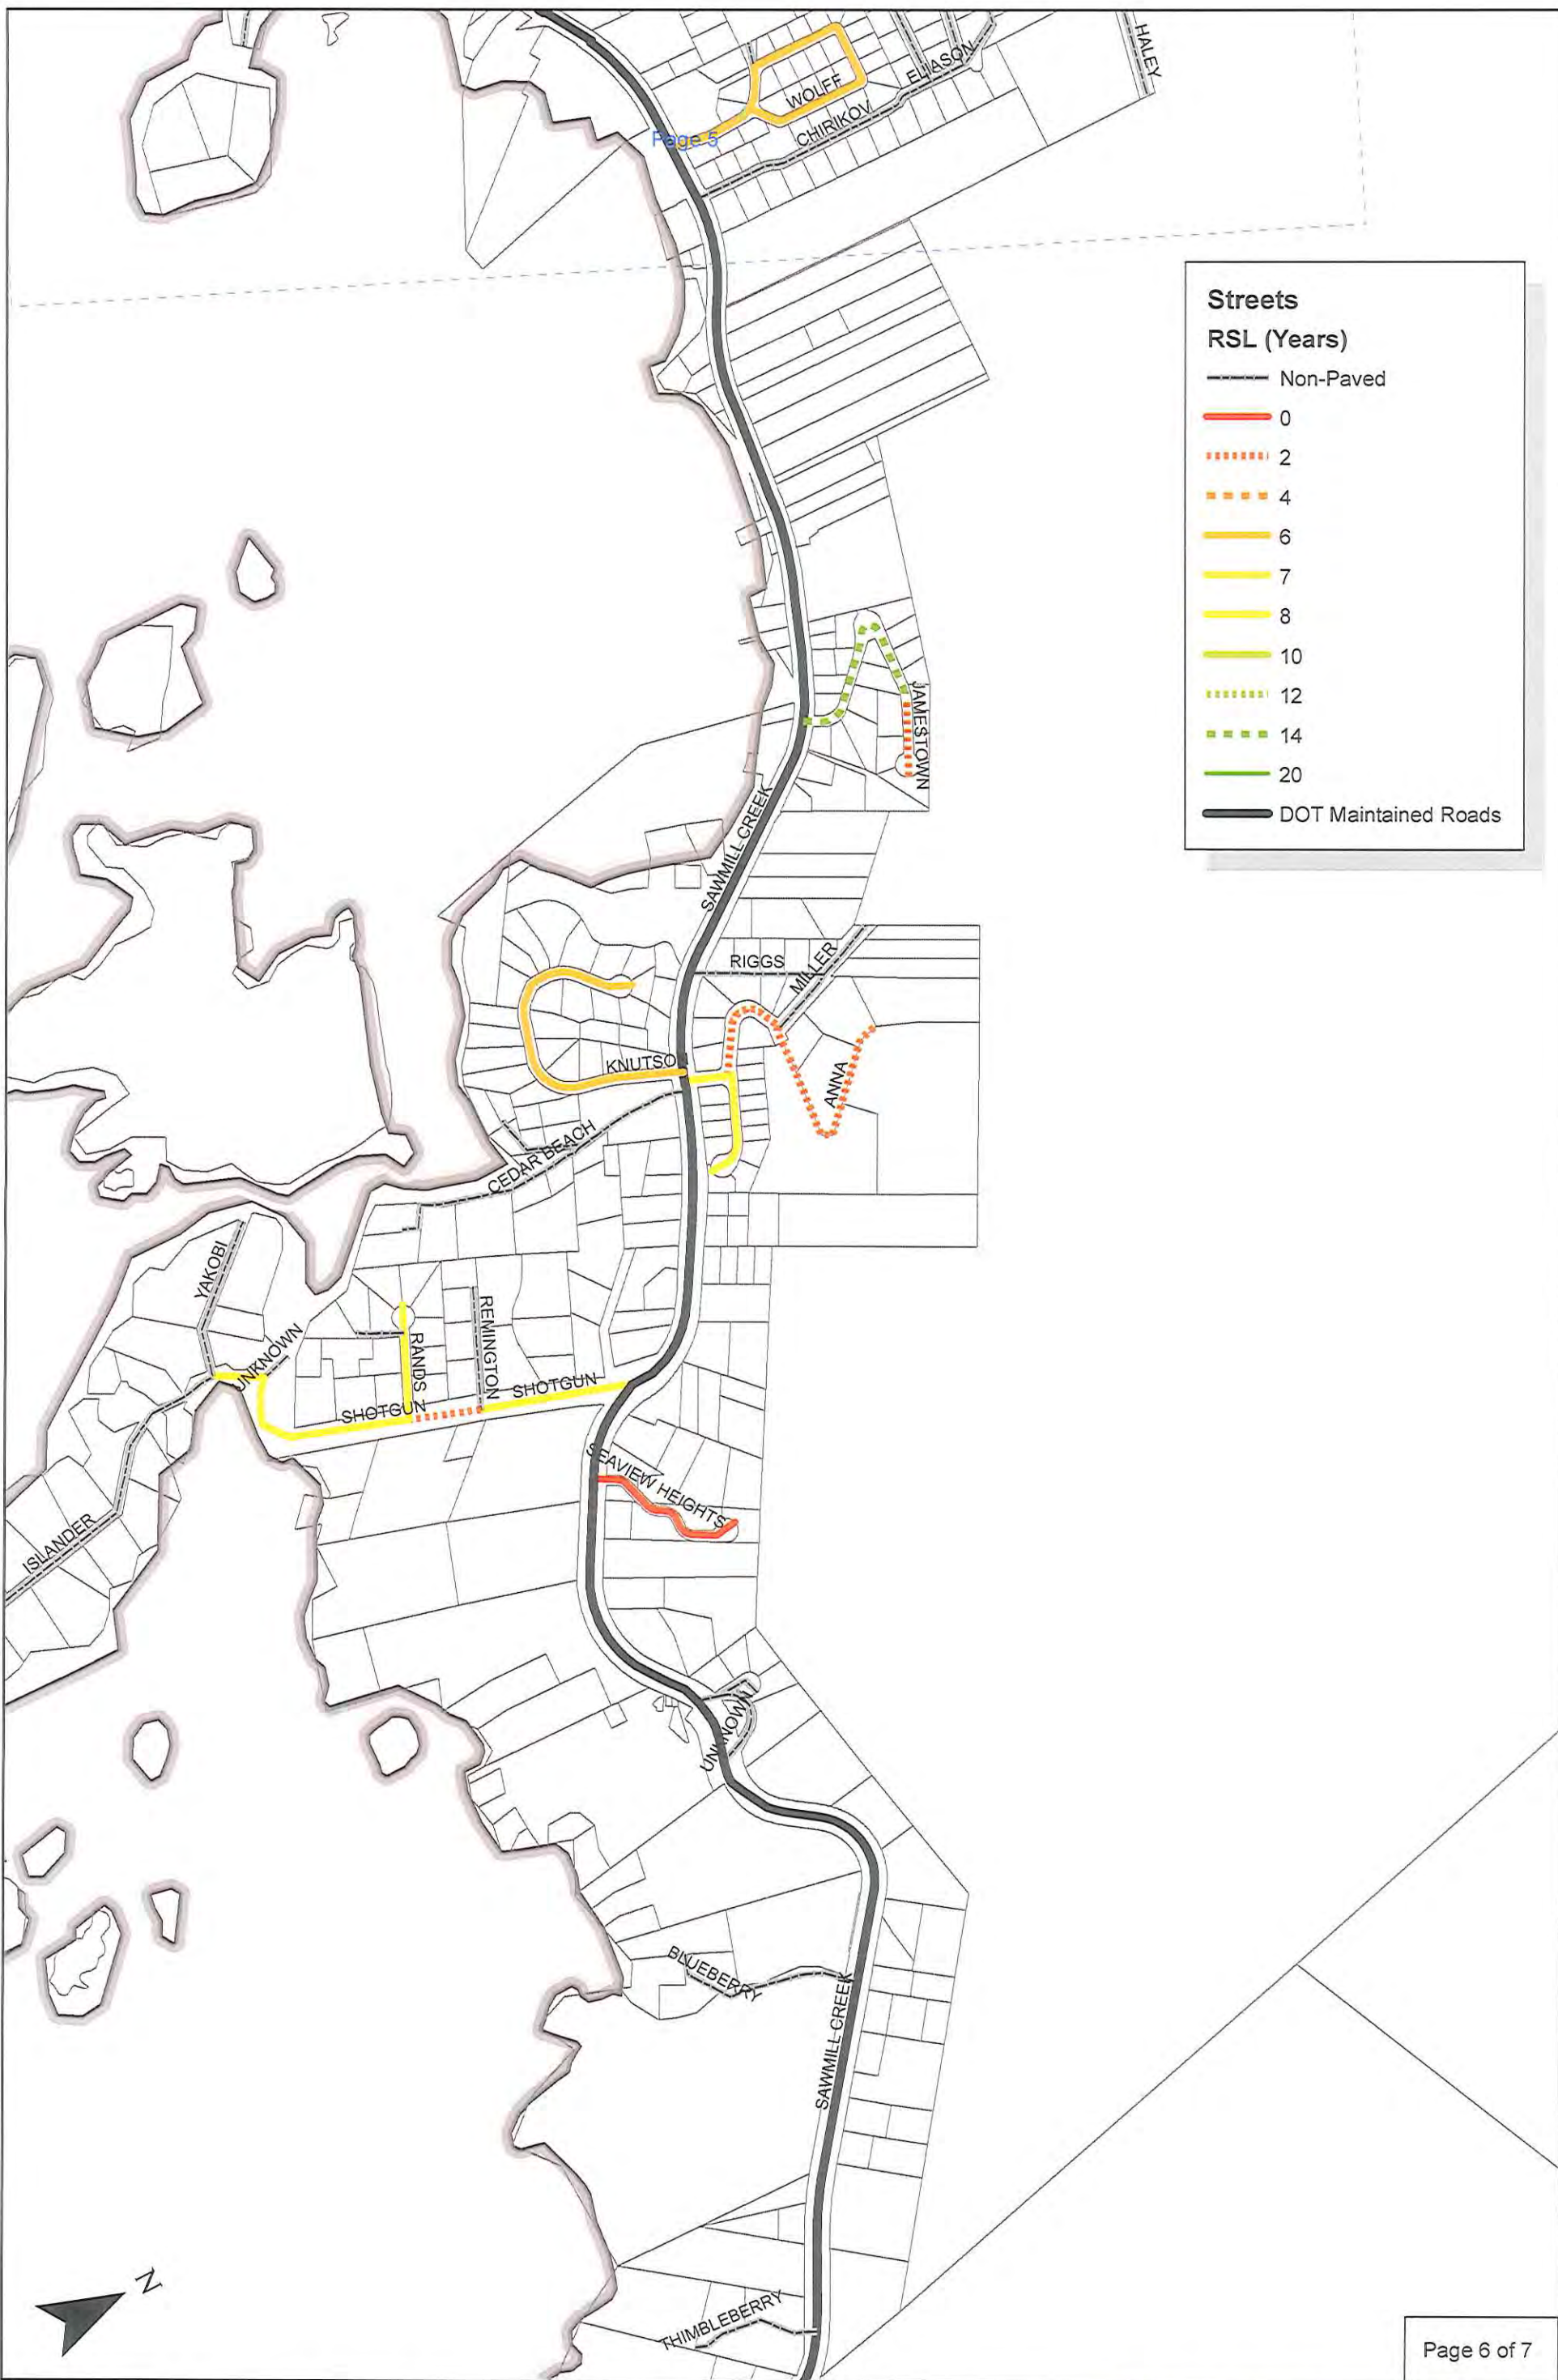 HALEY
ELIASON
WOLFF
CHIRIKOV
Page 5
Streets
RSL (Years)
Non-Paved
0
2
4
6
7
8
10
12
14
20
DOT Maintained Roads
JAMESTOWN
SAWMILL CREEK
RIGGS
MILLER
KNUTSON
ANNA
CEDAR BEACH
YAKOBI
UNKNOWN
RANDS
REMINGTON
SHOTGUN
SHOTGUN
SEAVIEW HEIGHTS
ISLANDER
UNKNOWN
BLUEBERRY
SAWMILL CREEK
N
THIMBLEBERRY
Page 6 of 7